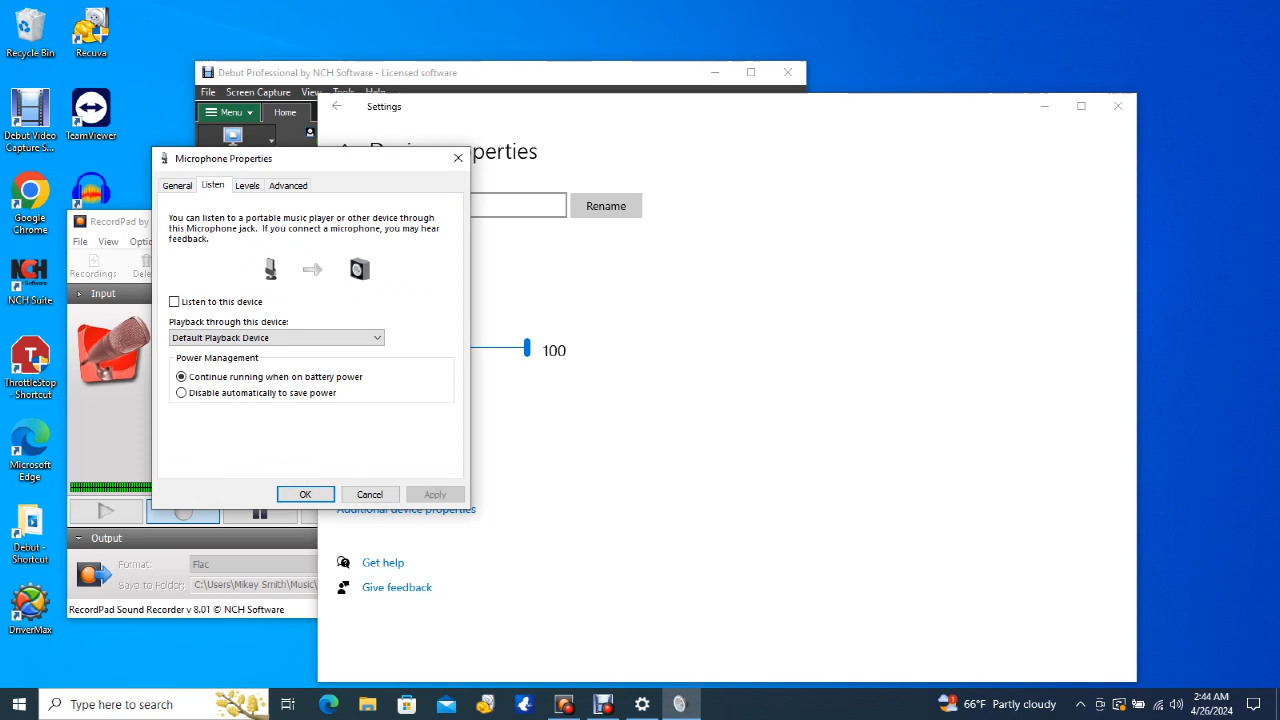 Recycle Bin
Recuva
Debut Video
Capture S...
TeamViewer
Google
Chrome
NCH
Software
NCH Suite
ThrottleStop
- Shortcut
Microsoft
Edge
Debut -
Shortcut
DriverMax
Debut Professional by NCH Software - Licensed software
File Screen Capture View Tools Help
Menu Home
Settings
Rename
100
Additional device properties
Get help
Give feedback
RecordPad by
File View
Recordings
Input
Output
Format: Flac
Save to Folder: C:\Users\Mikey Smith\Music\
RecordPad Sound Recorder v 8.01 © NCH Software
Microphone Properties
General Listen Levels Advanced
You can listen to a portable music player or other device through
this Microphone jack. If you connect a microphone, you may hear
feedback.
Listen to this device
Playback through this device:
Default Playback Device
Power Management
Continue running when on battery power
Disable automatically to save power
OK Cancel Apply
Type here to search
66°F Partly cloudy
2:44 AM
4/26/2024